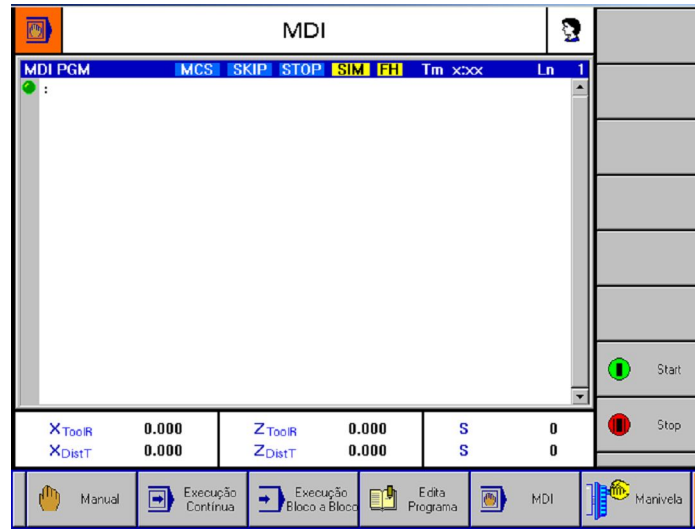 MDI
MDI PGM MCS SKIP STOP SIM FH Tm x:xx Ln 1
:
Start
Stop
XToolR 0.000 ZToolR 0.000 S 0
XDistT 0.000 ZDistT 0.000 S 0
Manual
Execução
Contínua
Execução
Bloco a Bloco
Edita
Programa
MDI
Manivela